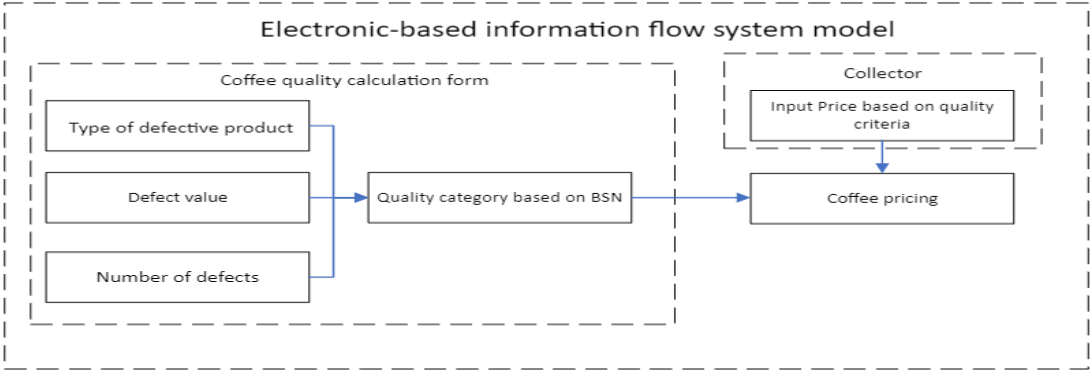 Electronic-based information flow system model
Coffee quality calculation form
Type of defective product
Defect value
Number of defects
Quality category based on BSN
Collector
Input Price based on quality
criteria
Coffee pricing